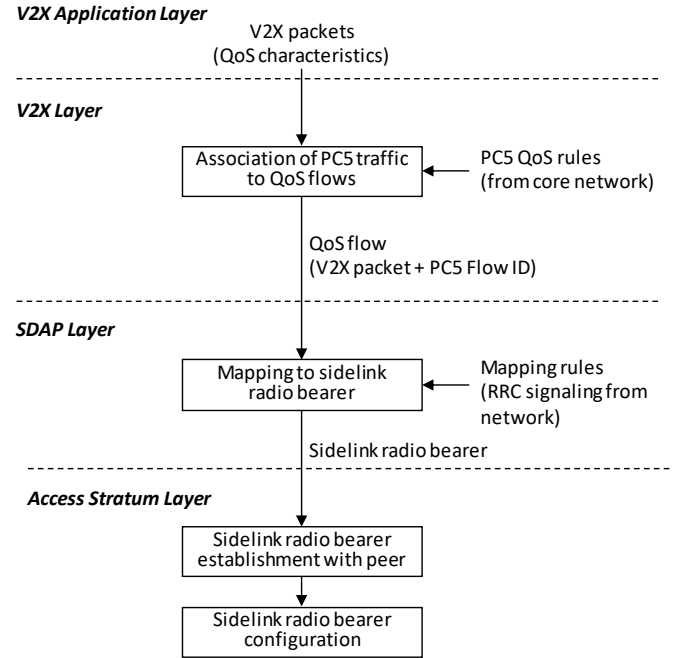 V2X Application Layer
V2X packets
(QoS characteristics)
V2X Layer
Association of PC5 traffic
to QoS flows
PC5 QoS rules
(from core network)
QoS flow
(V2X packet + PC5 Flow ID)
SDAP Layer
Mapping to sidelink
radio bearer
Mapping rules
(RRC signaling from
network)
Sidelink radio bearer
Access Stratum Layer
Sidelink radio bearer
establishment with peer
Sidelink radio bearer
configuration